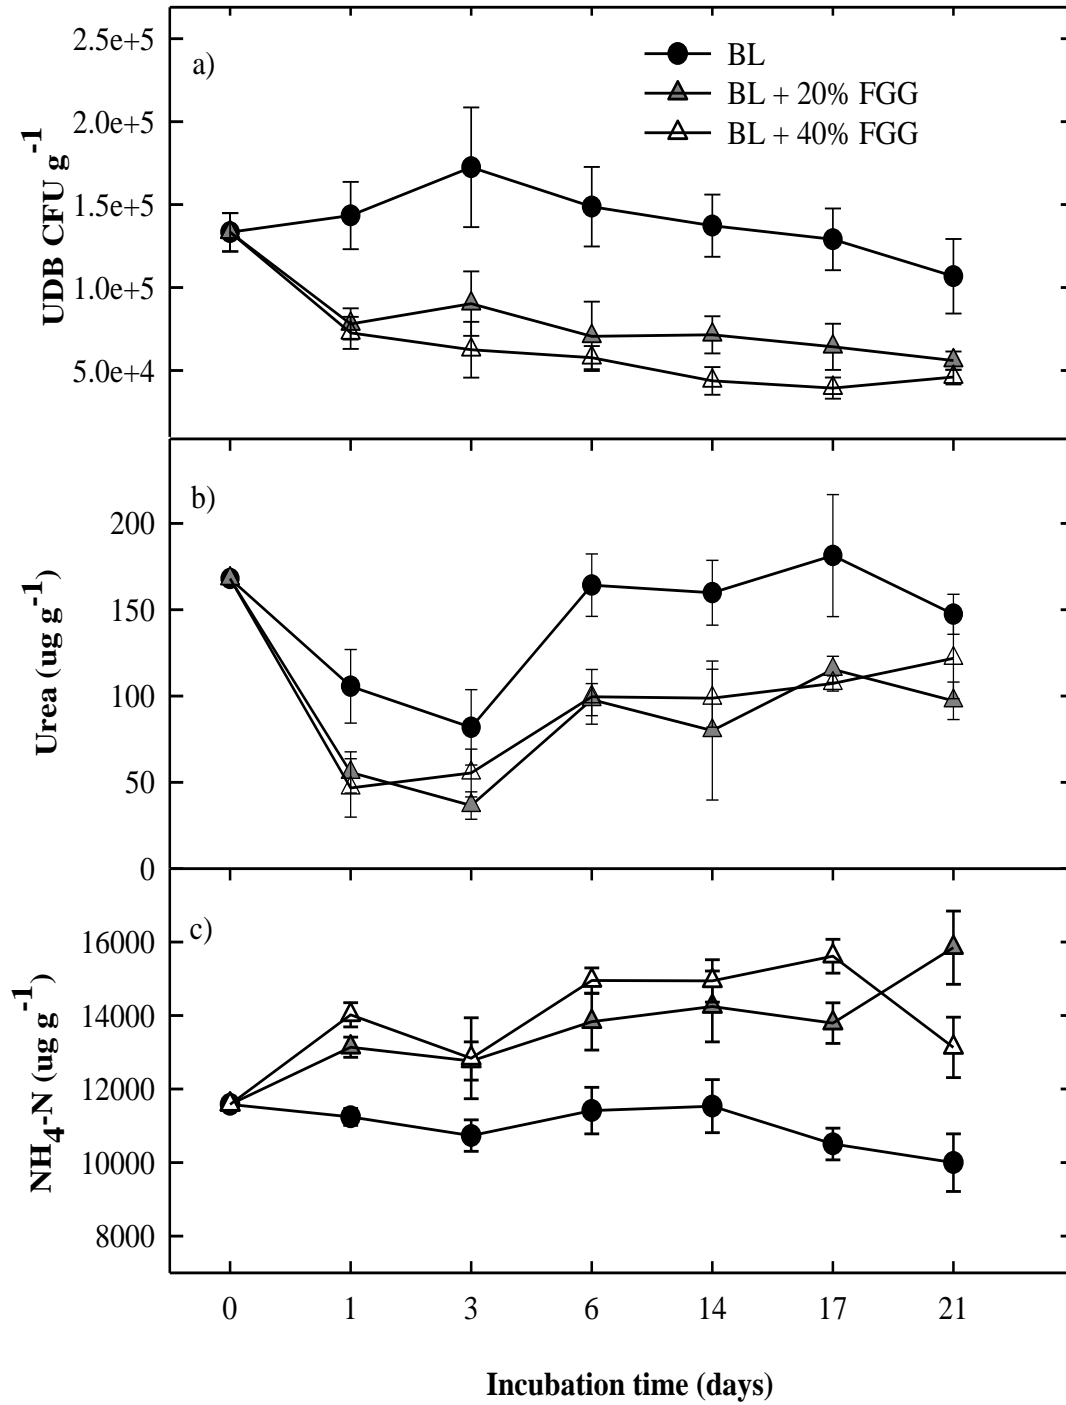 a)
BL
BL + 20% FGG
BL + 40% FGG
UDB CFU g-1
2.5e+5
2.0e+5
1.5e+5
1.0e+5
5.0e+4
b)
Urea (ug g-1)
200
150
100
50
0
c)
NH4-N (ug g-1)
16000
14000
12000
10000
8000
0 1 3 6 14 17 21
Incubation time (days)